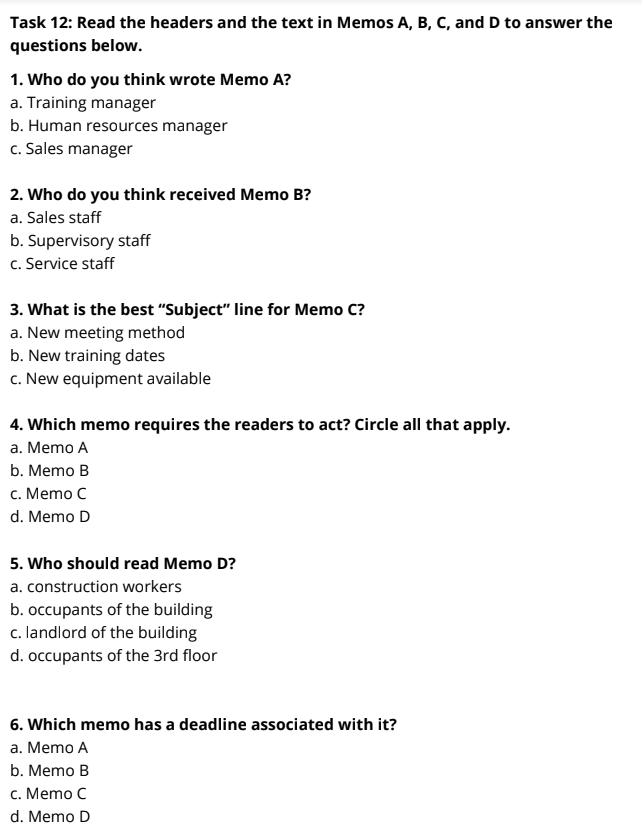 Task 12: Read the headers and the text in Memos A, B, C, and D to answer the
questions below.
1. Who do you think wrote Memo A?
a. Training manager
b. Human resources manager
c. Sales manager
2. Who do you think received Memo B?
a. Sales staff
b. Supervisory staff
c. Service staff
3. What is the best “Subject” line for Memo C?
a. New meeting method
b. New training dates
c. New equipment available
4. Which memo requires the readers to act? Circle all that apply.
a. Memo A
b. Memo B
c. Memo C
d. Memo D
5. Who should read Memo D?
a. construction workers
b. occupants of the building
c. landlord of the building
d. occupants of the 3rd floor
6. Which memo has a deadline associated with it?
a. Memo A
b. Memo B
c. Memo C
d. Memo D